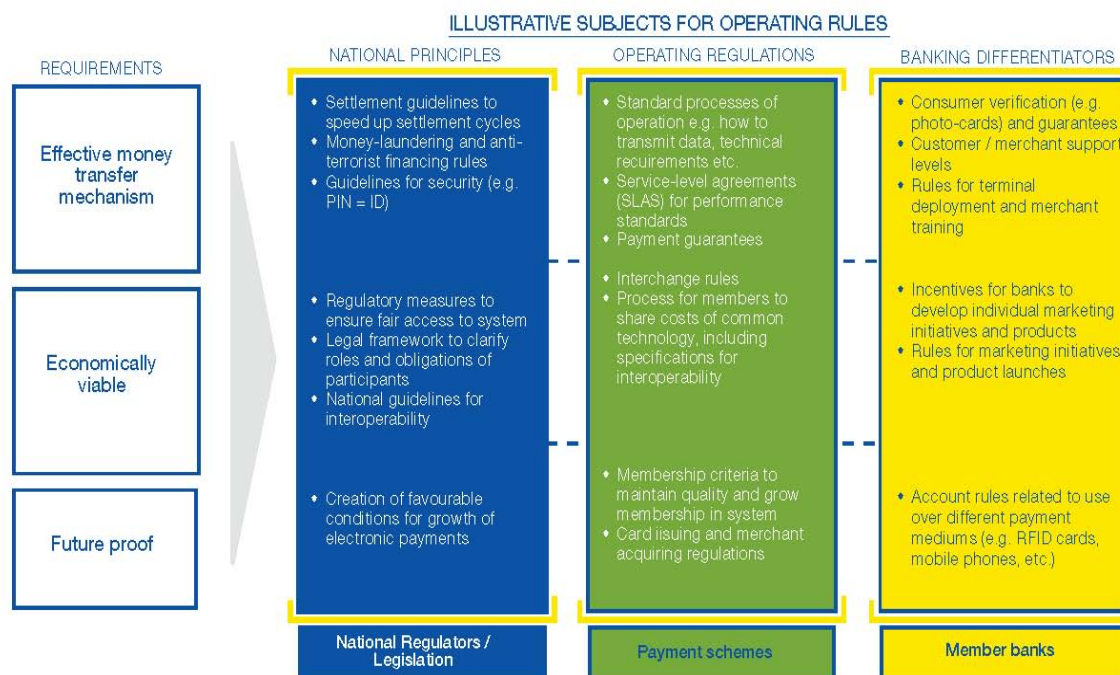 ILLUSTRATIVE SUBJECTS FOR OPERATING RULES
REQUIREMENTS
NATIONAL PRINCIPLES
OPERATING REGULATIONS
BANKING DIFFERENTIATORS
Effective money
transfer
mechanism
• Settlement guidelines to
speed up settlement cycles
• Money-laundering and anti-
terrorist financing rules
• Guidelines for security (e.g.
PIN = ID)
• Standard processes of
operation e.g. how to
transmit data, technical
recuirements etc.
• Service-level agreements
(SLAS) for performance
standards
• Payment guarantees
• Consumer verification (e.g.
photo-cards) and guarantees
• Customer / merchant support
levels
• Rules for terminal
deployment and merchant
training
Economically
viable
• Regulatory measures to
ensure fair access to system
• Legal framework to clarify
roles and obligations of
participants
• National guidelines for
interoperability
• Interchange rules
• Process for members to
share costs of common
technology, including
specifications for
interoperability
• Incentives for banks to
develop individual marketing
initiatives and products
• Rules for marketing initiatives
and product launches
Future proof
• Creation of favourable
conditions for growth of
electronic payments
• Membership criteria to
maintain quality and grow
membership in system
• Card iisuing and merchant
acquiring regulations
• Account rules related to use
over different payment
mediums (e.g. RFID cards,
mobile phones, etc.)
National Regulators /
Legislation
Payment schemes
Member banks